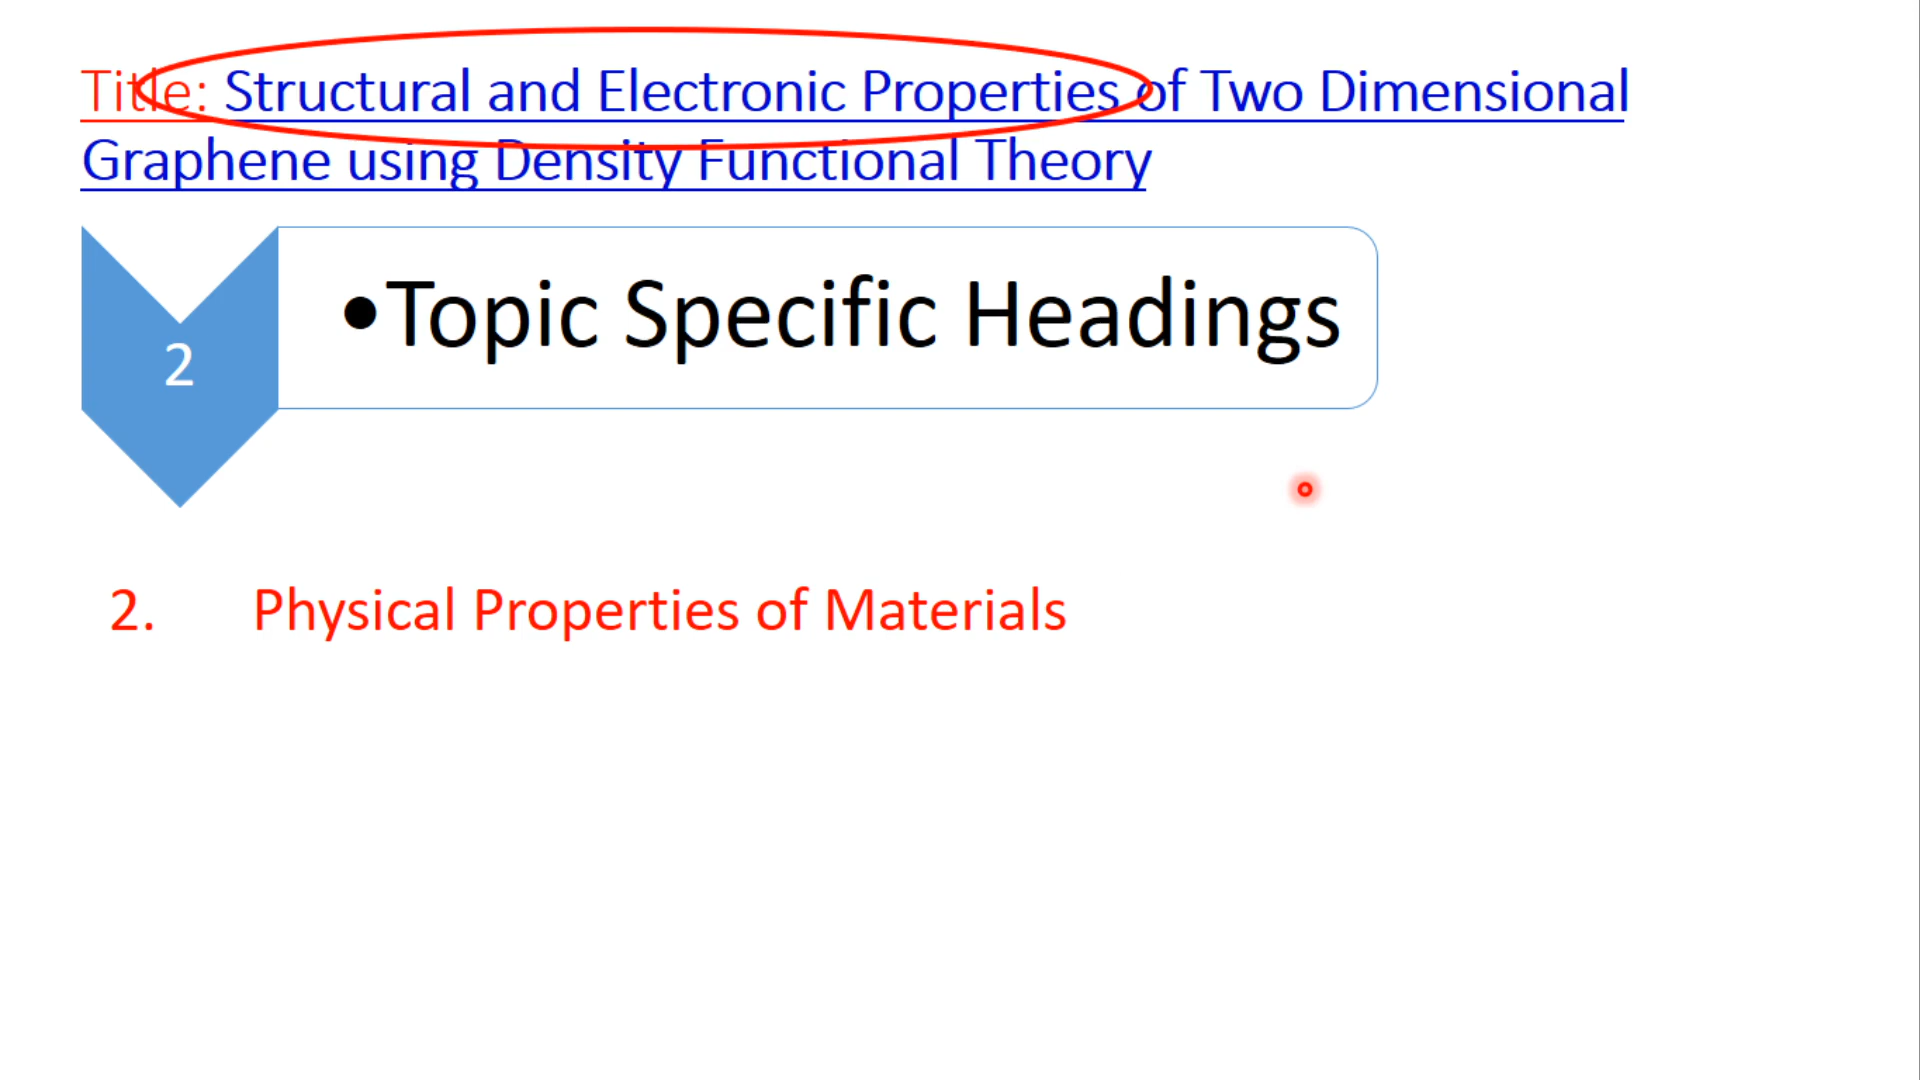 Title: Structural and Electronic Properties of Two Dimensional
Graphene using Density Functional Theory
2
•Topic Specific Headings
2. Physical Properties of Materials